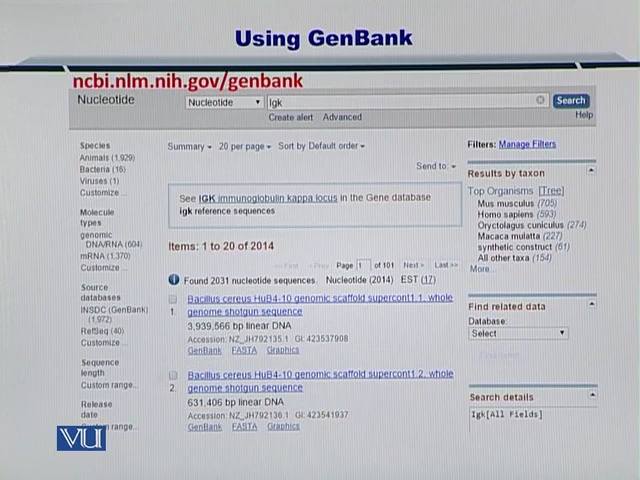 Using GenBank
ncbi.nlm.nih.gov/genbank
Nucleotide
Nucleotide
Igk
Search
Create alert Advanced
Help
Species
Animals (1,929)
Bacteria (16)
Viruses (1)
Customize ...
Molecule
types
genomic
DNA/RNA (604)
mRNA (1,370)
Customize ...
Source
databases
INSDC (GenBank)
(1,972)
RefSeq (40)
Customize ...
Sequence
length
Custom range...
Release
date
range...
Summary 20 per page Sort by Default order
Send to:
See IGK immunoglobulin kappa locus in the Gene database
igk reference sequences
Items: 1 to 20 of 2014
<< First < Prev Page 1 of 101 Next > Last >>
Found 2031 nucleotide sequences. Nucleotide (2014) EST (17)
Bacillus cereus HuB4-10 genomic scaffold supercont1.1, whole
1. genome shotgun sequence
3,939,566 bp linear DNA
Accession: NZ_JH792135.1 GI: 423537908
GenBank FASTA Graphics
Bacillus cereus HuB4-10 genomic scaffold supercont1.2, whole
2. genome shotgun sequence
631,406 bp linear DNA
Accession: NZ_JH792136.1 GI: 423541937
GenBank FASTA Graphics
Filters: Manage Filters
Results by taxon
Top Organisms [Tree]
Mus musculus (705)
Homo sapiens (593)
Oryctolagus cuniculus (274)
Macaca mulatta (227)
synthetic construct (61)
All other taxa (154)
More...
Find related data
Database:
Select
Find items
Search details
Igk[All Fields]
VU